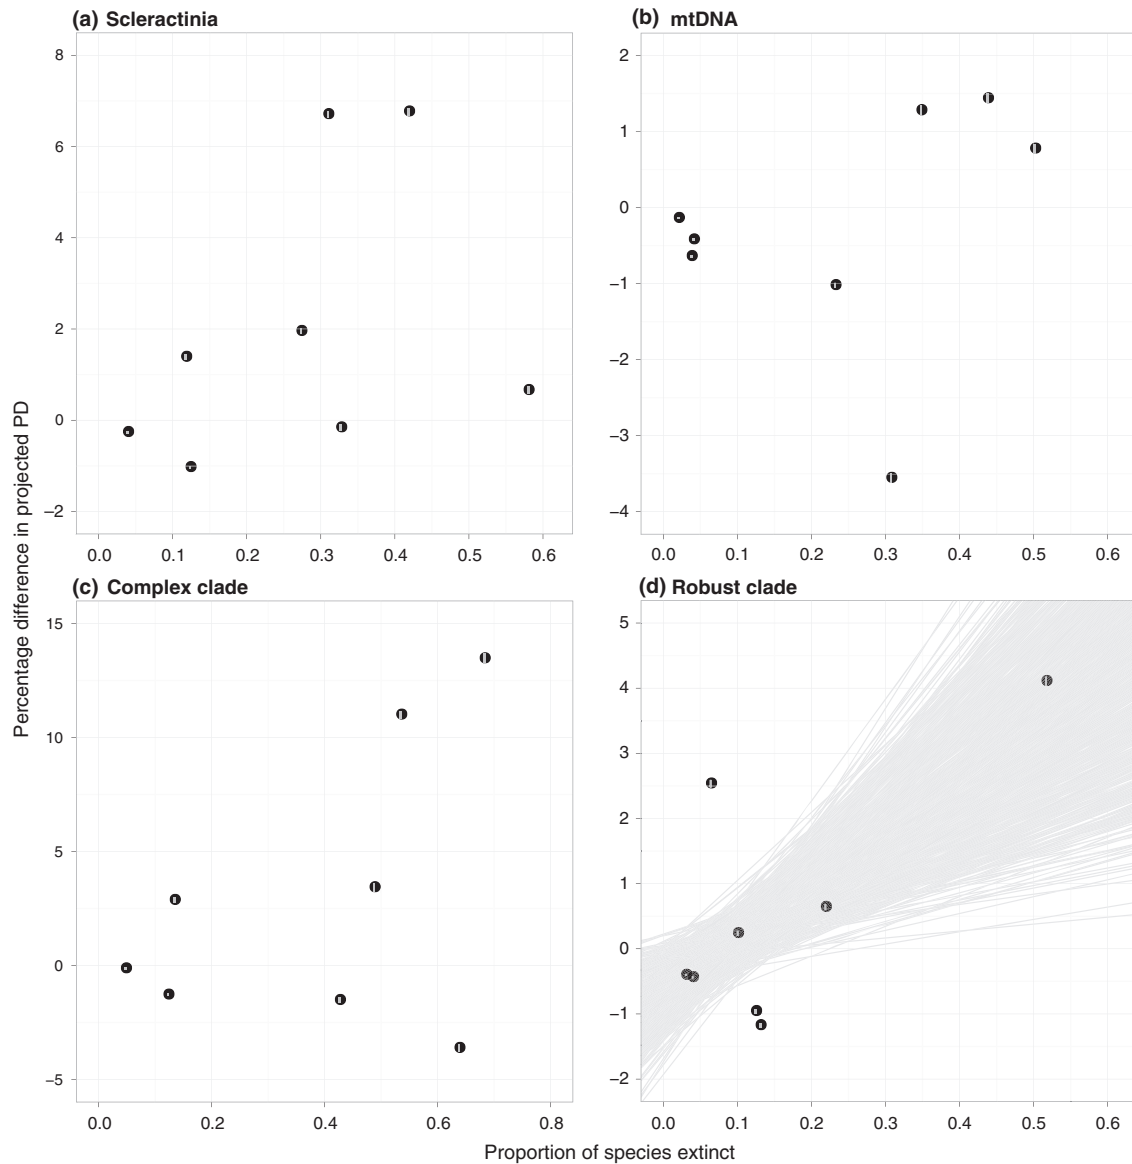 (a) Scleractinia
(b) mtDNA
8
6
4
2
0
−2
0.0 0.1 0.2 0.3 0.4 0.5 0.6
2
1
0
−1
−2
−3
−4
0.0 0.1 0.2 0.3 0.4 0.5 0.6
Percentage difference in projected PD
(c) Complex clade
(d) Robust clade
15
10
5
0
−5
0.0 0.2 0.4 0.6 0.8
5
4
3
2
1
0
−1
−2
0.0 0.1 0.2 0.3 0.4 0.5 0.6
Proportion of species extinct